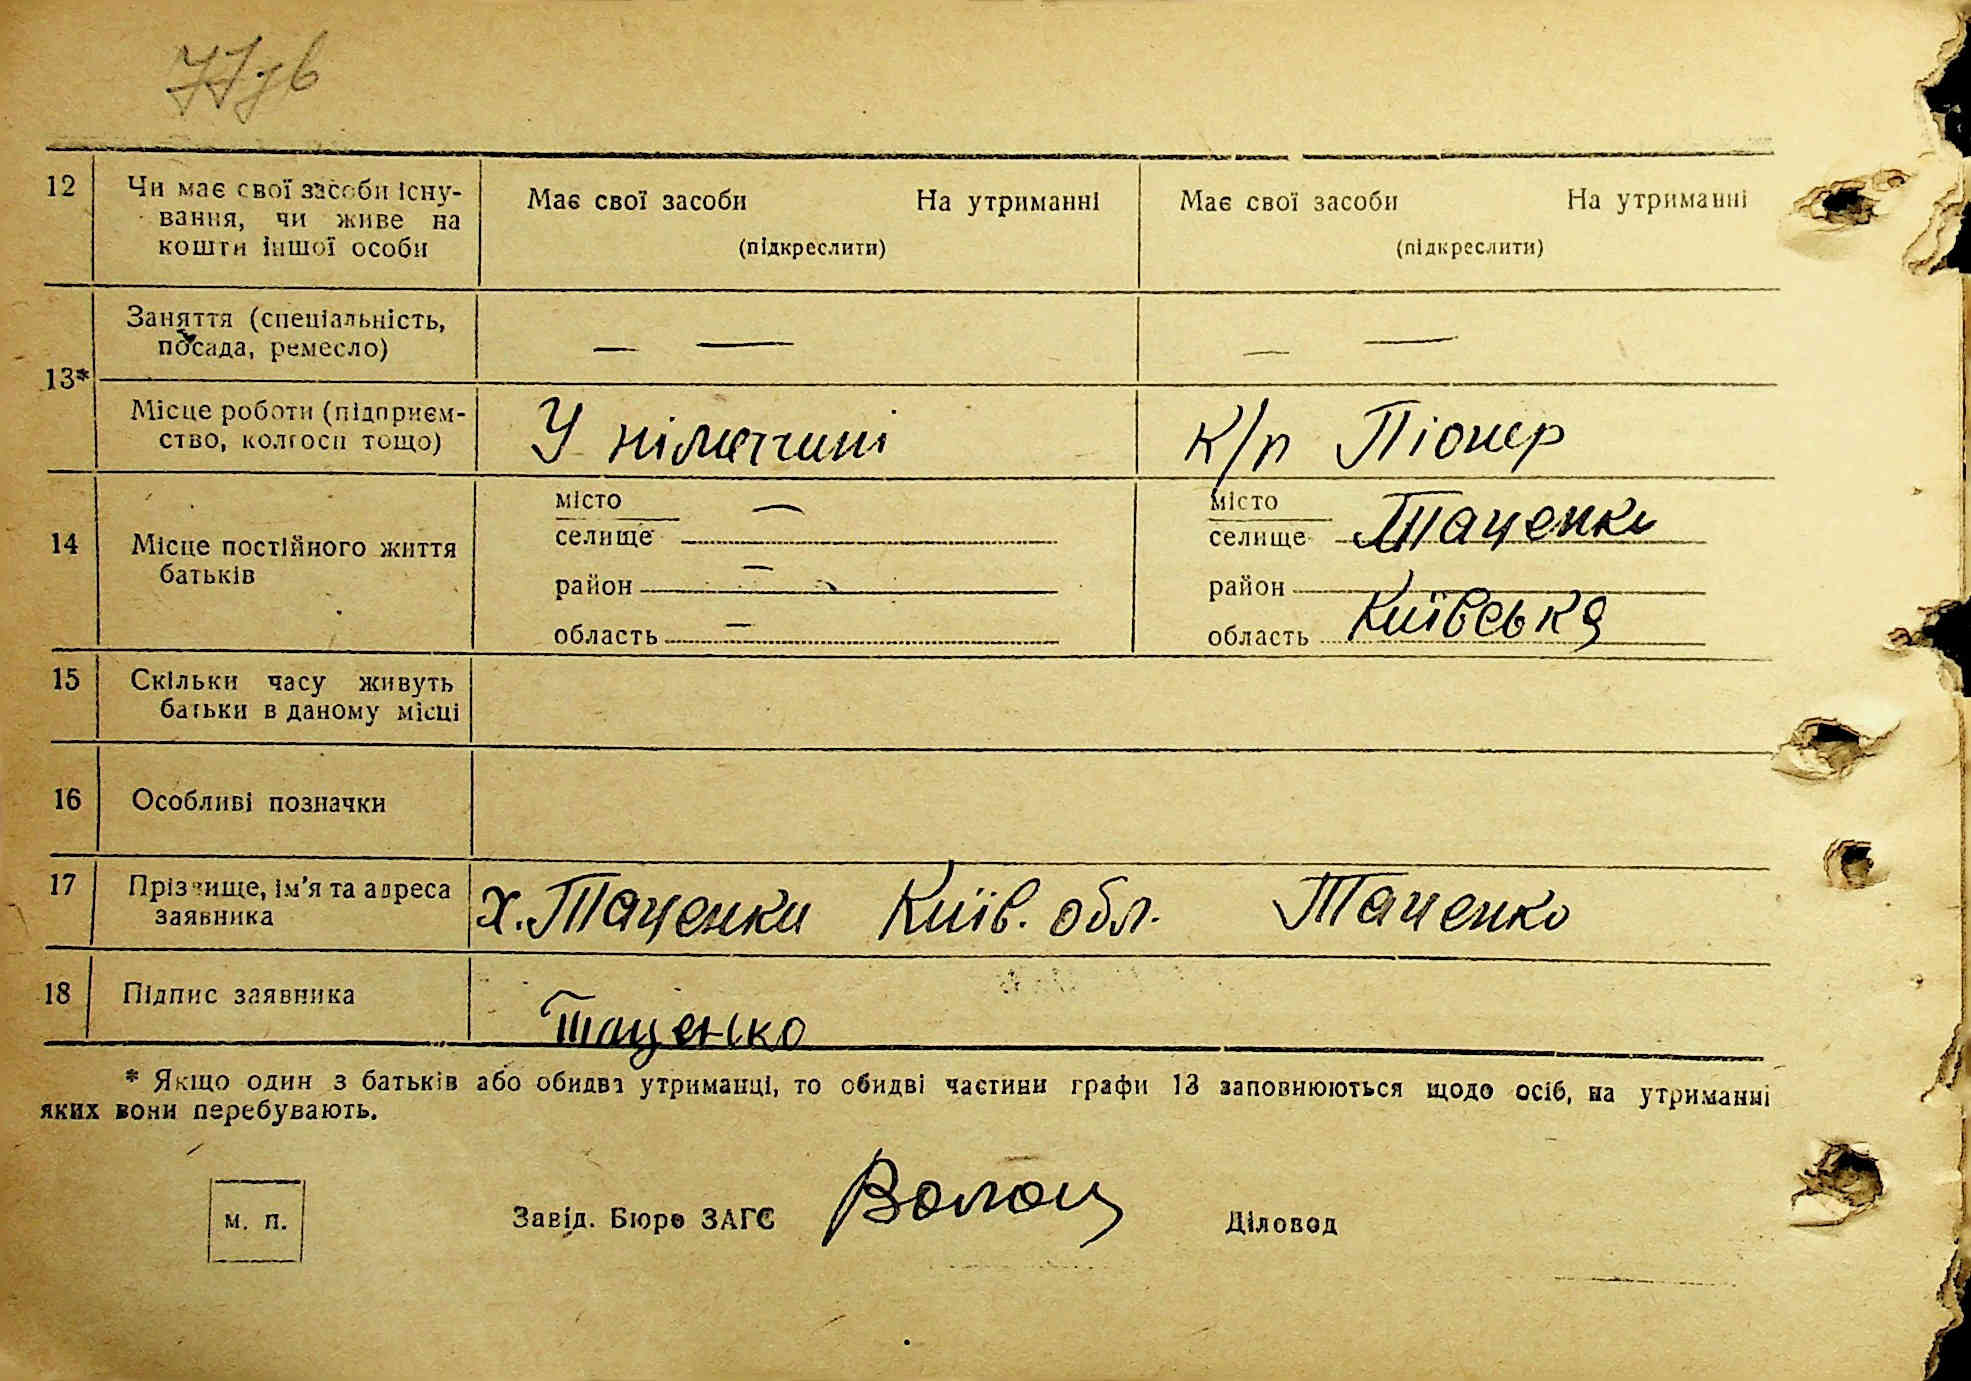 77зв
12 Чи має свої засоби існу- Має свої засоби На утриманні Має свої засоби На утриманні
вання, чи живе на
кошти іншої особи (підкреслити) (підкреслити)
Заняття (спеціальність,
посада, ремесло) — — — —
13*
Місце роботи (підприєм- У німеччині к/п Піонер
ство, колгосп тощо)
місто — місто
селище селище Таценки
14 Місце постійного життя
батьків
район — район
область — область Київська
15 Скільки часу живуть
батьки в даному місці
16 Особливі позначки
17 Прізвище, ім'я та адреса х. Таценки Київ. обл. Таценко
заявника
18 Підпис заявника Таценко
* Якщо один з батьків або обидва утриманці, то обидві частини графи 13 заповнюються щодо осіб, на утриманні
яких вони перебувають.
м. п. Завід. Бюро ЗАГС Діловод